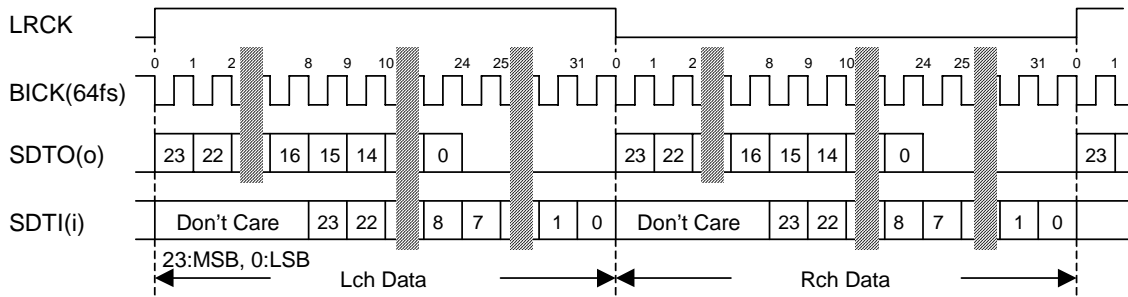 LRCK
0 1 2 8 9 10 24 25 31 0 1 2 8 9 10 24 25 31 0 1
BICK(64fs)
SDTO(o) 23 22 16 15 14 0 23 22 16 15 14 0 23
SDTI(i) Don't Care 23 22 8 7 1 0 Don't Care 23 22 8 7 1 0
23:MSB, 0:LSB
Lch Data Rch Data